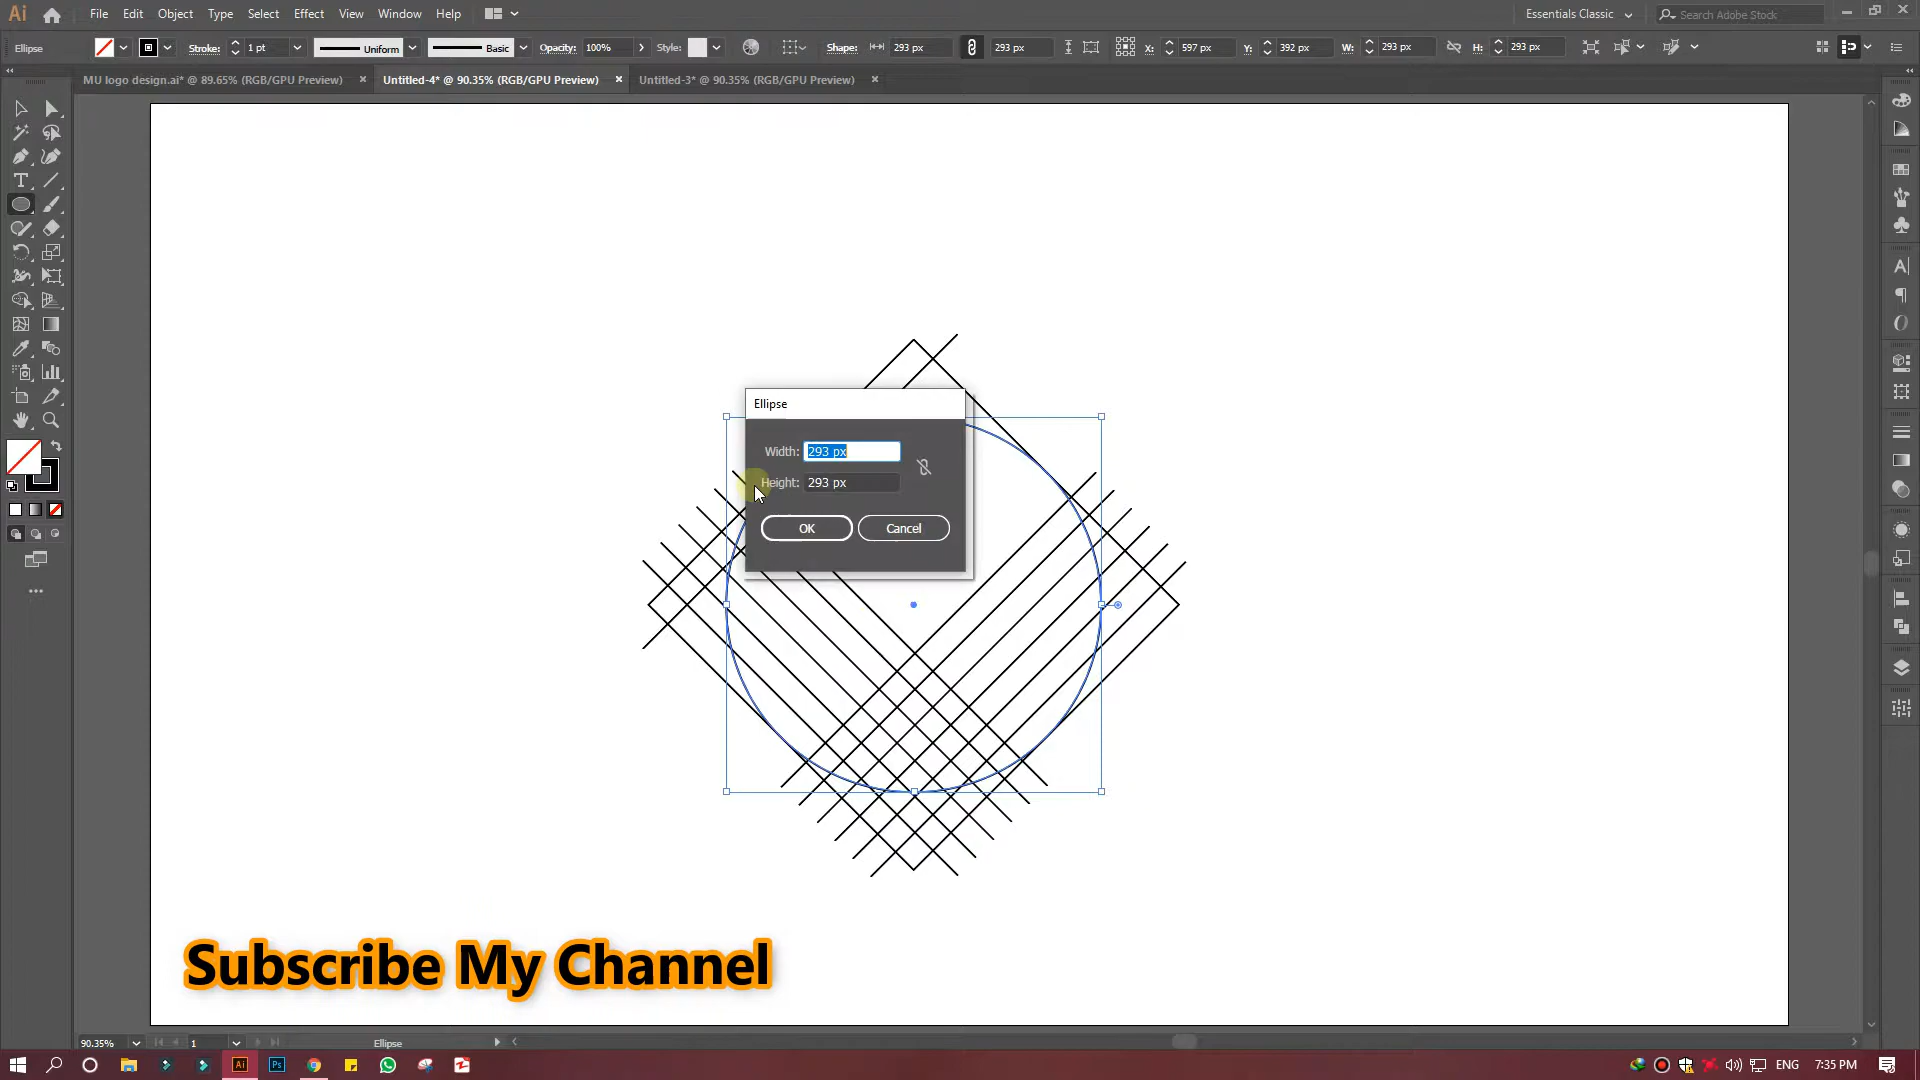 Ai File Edit Object Type Select Effect View Window Help Essentials Classic Search Adobe Stock
Ellipse Stroke: 1 pt Uniform Basic Opacity: 100% Style: Shape: 293 px 293 px X: 597 px Y: 392 px W: 293 px H: 293 px
MU logo design.ai* @ 89.65% (RGB/GPU Preview) × Untitled-4* @ 90.35% (RGB/GPU Preview) × Untitled-3* @ 90.35% (RGB/GPU Preview) ×
Ellipse
Width: 293 px
Height: 293 px
OK Cancel
Subscribe My Channel
90.35% 1 Ellipse
Ai Ps ENG 7:35 PM